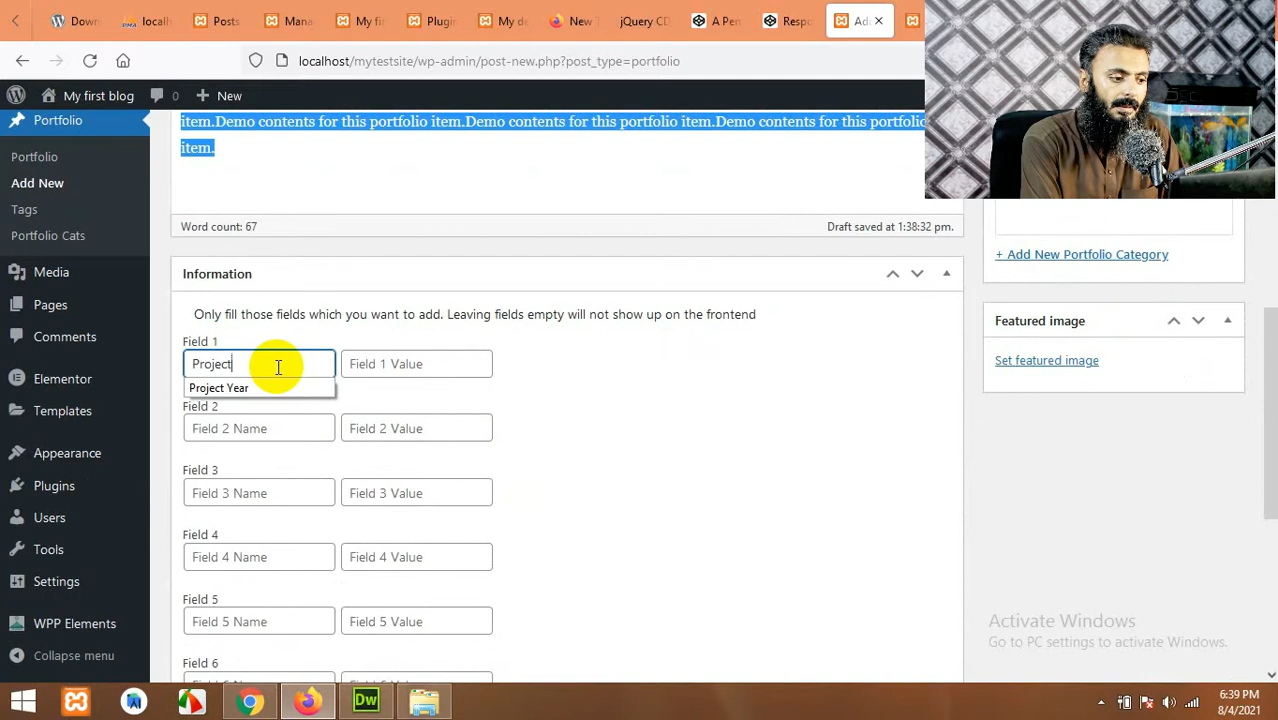 Down
localh
Posts
Mana
My fi
Plugin
My de
New T
jQuery CD
A Pen
Respo
Ad
localhost/mytestsite/wp-admin/post-new.php?post_type=portfolio
My first blog
0
New
Portfolio
Portfolio
Add New
Tags
Portfolio Cats
Media
Pages
Comments
Elementor
Templates
Appearance
Plugins
Users
Tools
Settings
WPP Elements
Collapse menu
item.Demo contents for this portfolio item.Demo contents for this portfolio item.Demo contents for this portfolio
item.
Word count: 67
Draft saved at 1:38:32 pm.
Information
Only fill those fields which you want to add. Leaving fields empty will not show up on the frontend
Field 1
Project
Field 1 Value
Project Year
Field 2
Field 2 Name
Field 2 Value
Field 3
Field 3 Name
Field 3 Value
Field 4
Field 4 Name
Field 4 Value
Field 5
Field 5 Name
Field 5 Value
Field 6
+ Add New Portfolio Category
Featured image
Set featured image
Activate Windows
Go to PC settings to activate Windows.
Dw
6:39 PM
8/4/2021